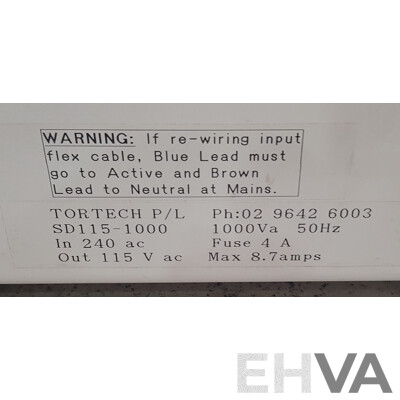 WARNING: If re-wiring input
flex cable, Blue Lead must
go to Active and Brown
Lead to Neutral at Mains.
TORTECH P/L Ph:02 9642 6003
SD115-1000 1000Va 50Hz
In 240 ac Fuse 4 A
Out 115 V ac Max 8.7amps
EHVA